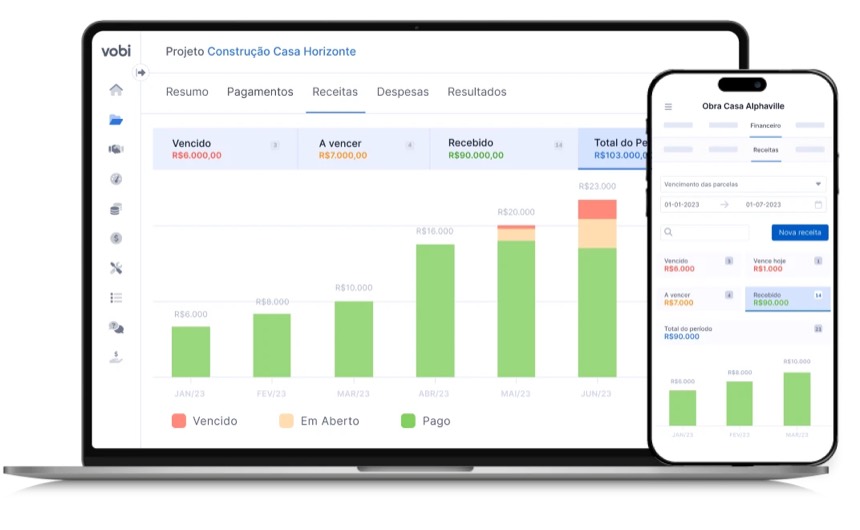 vobi
Projeto Construção Casa Horizonte
Resumo Pagamentos Receitas Despesas Resultados
Vencido 3
R$6.000,00
A vencer 4
R$7.000,00
Recebido 14
R$90.000,00
Total do Pe
R$103.000,0
R$6.000
R$8.000
R$10.000
R$16.000
R$20.000
R$23.000
JAN/23 FEV/23 MAR/23 ABR/23 MAI/23 JUN/23
Vencido Em Aberto Pago
Obra Casa Alphaville
Financeiro
Receitas
Vencimento das parcelas
01-01-2023 01-07-2023
Nova receita
Vencido 3
R$6.000
Vence hoje 1
R$1.000
A vencer 4
R$7.000
Recebido 14
R$90.000
Total do período
R$90.000
R$6.000
R$8.000
R$10.000
JAN/23 FEV/23 MAR/23